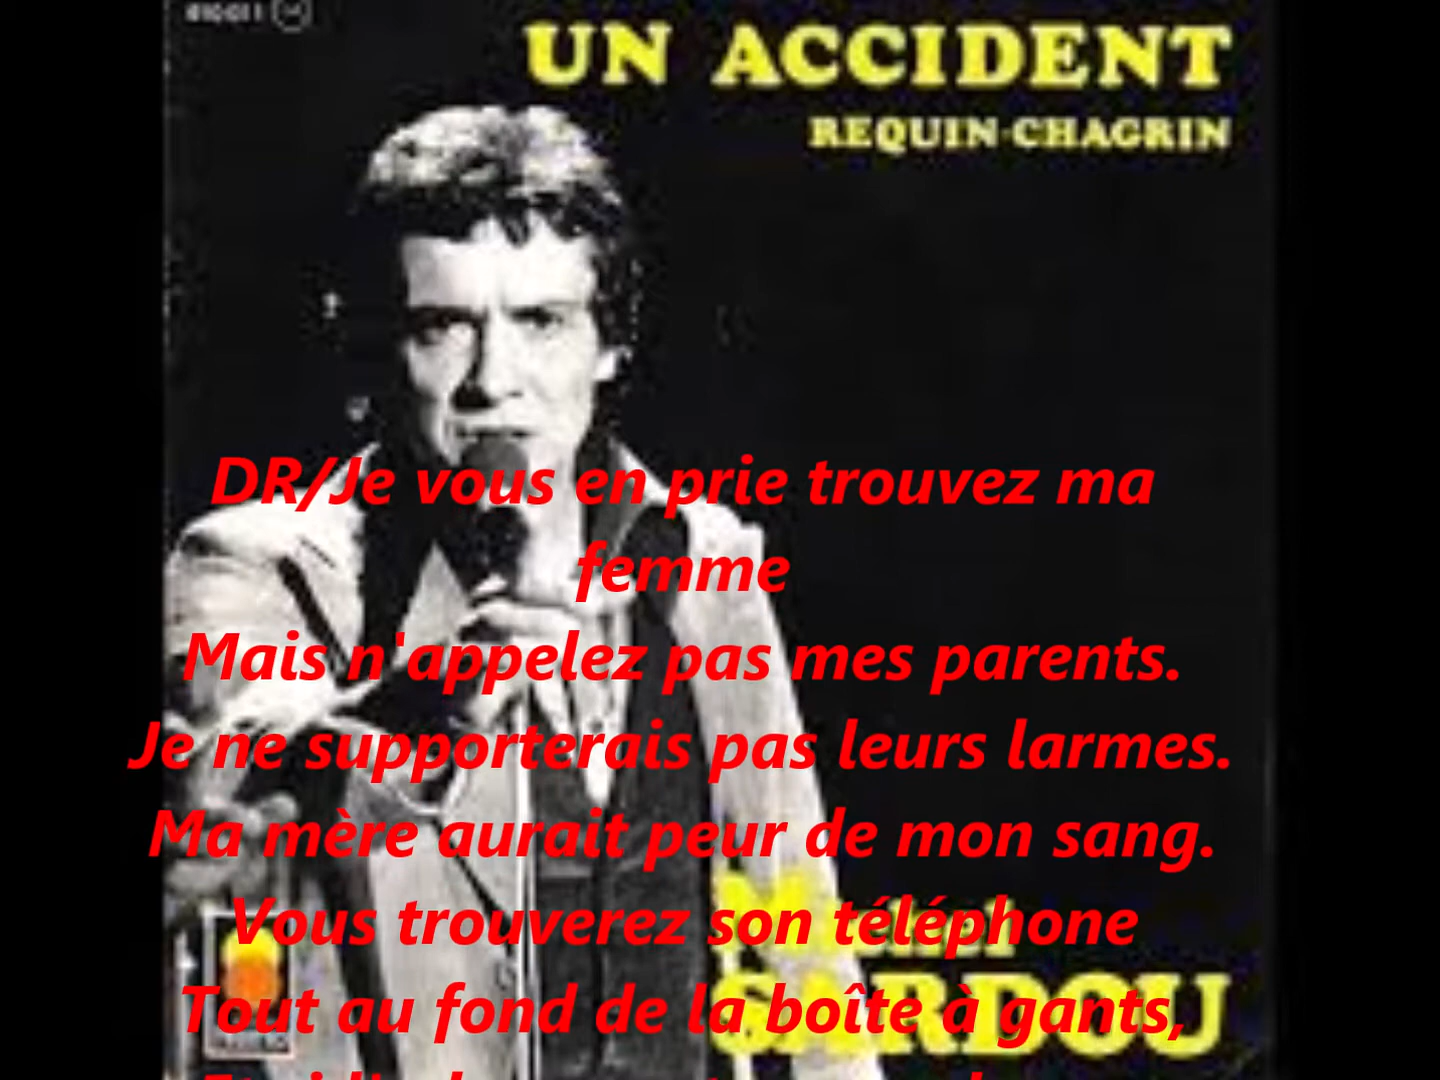 UN ACCIDENT
REQUIN-CHAGRIN
DR/Je vous en prie trouvez ma
femme
Mais n'appelez pas mes parents.
Je ne supporterais pas leurs larmes.
Ma mère aurait peur de mon sang.
Vous trouverez son téléphone
Tout au fond de la boîte à gants,
SARDOU